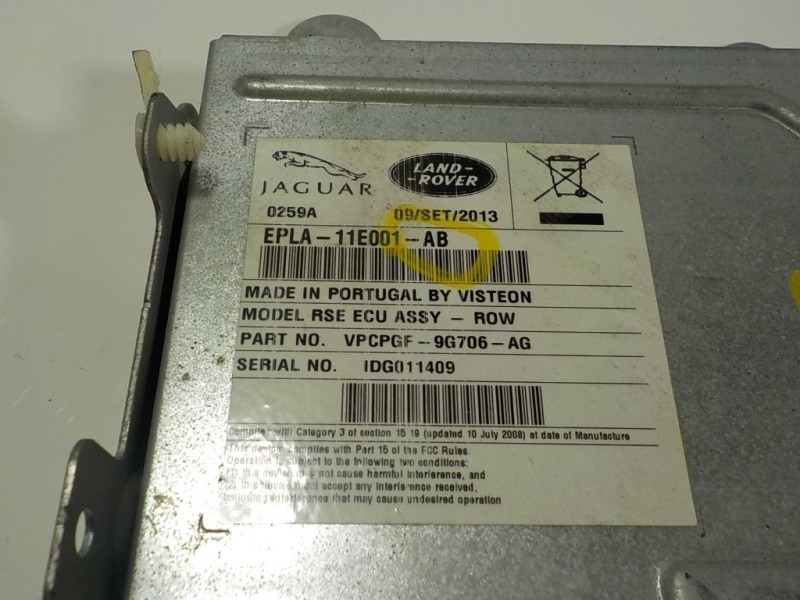 JAGUAR
LAND-
-ROVER
0259A 09/SET/2013
EPLA-11E001-AB
MADE IN PORTUGAL BY VISTEON
MODEL RSE ECU ASSY - ROW
PART NO. VPCPGF-9G706-AG
SERIAL NO. IDG011409
Complies with Category 3 of section 15 19 (updated 10 July 2008) at date of Manufacture
This device complies with Part 15 of the FCC Rules.
Operation is subject to the following two conditions:
(1) this device may not cause harmful interference, and
(2) this device must accept any interference received,
including interference that may cause undesired operation